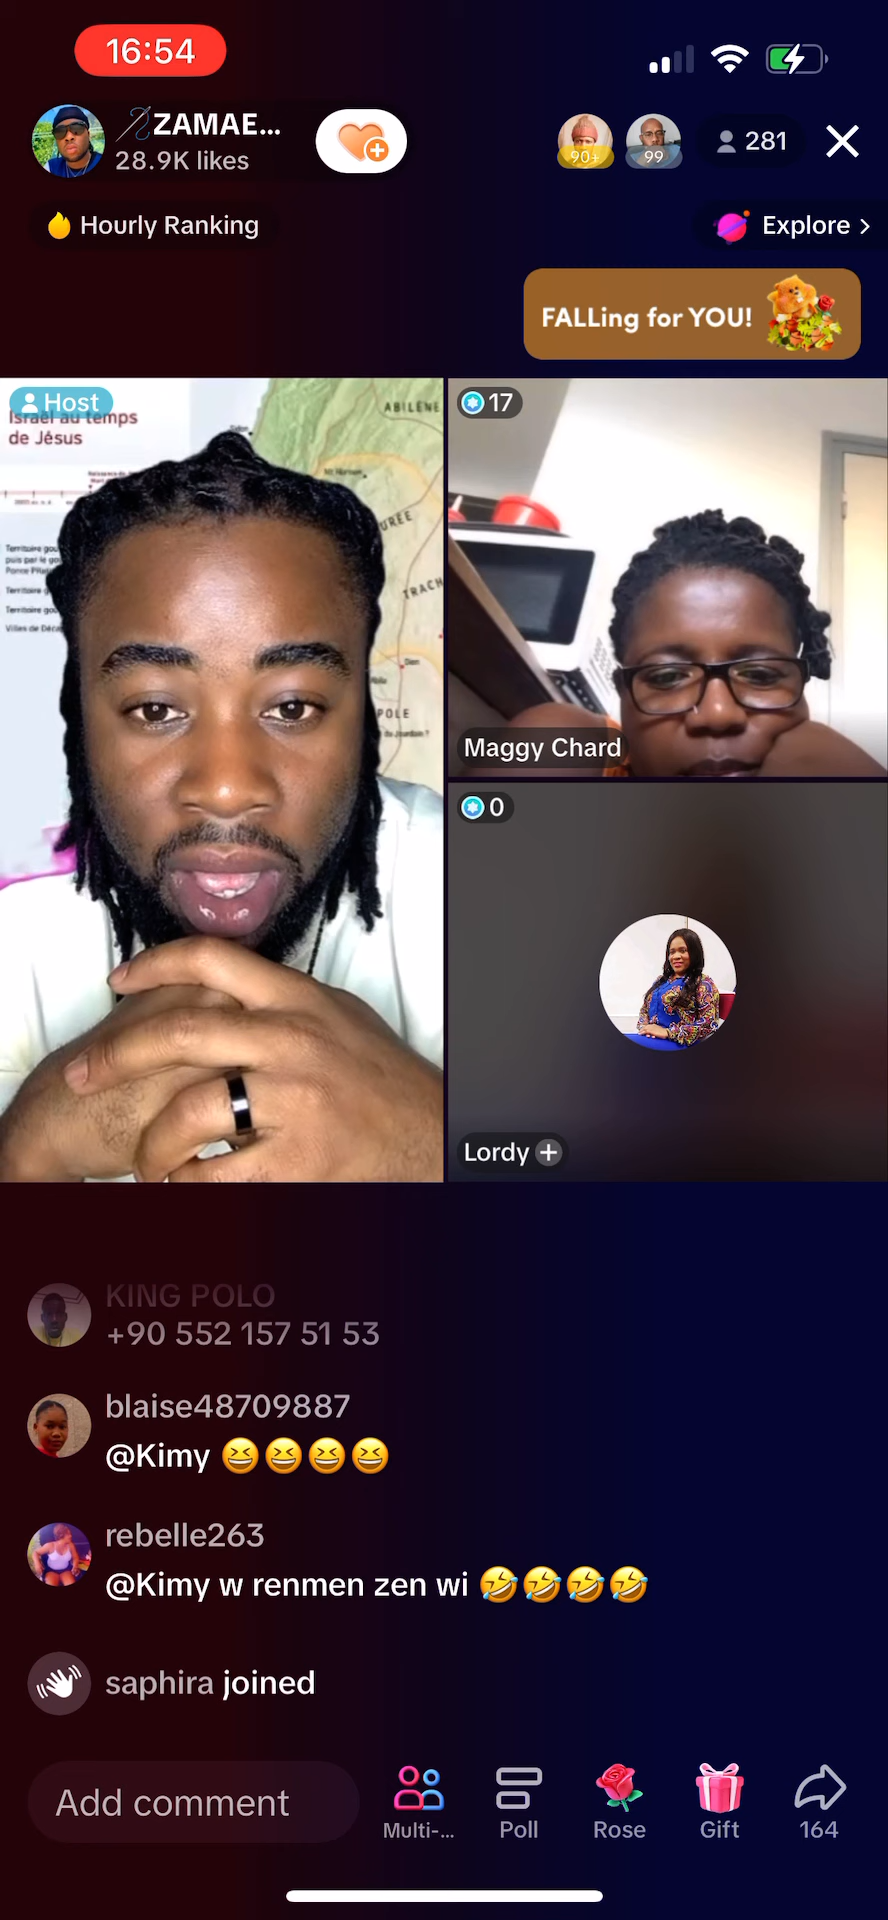 16:54
ZAMAE...
28.9K likes
90+
99
281
Hourly Ranking
Explore >
FALLing for YOU!
Host
Israël au temps
de Jésus
ABILENE
17
Maggy Chard
0
Lordy +
KING POLO
+90 552 157 51 53
blaise48709887
@Kimy 😆😆😆😆
rebelle263
@Kimy w renmen zen wi 🤣🤣🤣🤣
saphira joined
Add comment
Multi-...
Poll
Rose
Gift
164